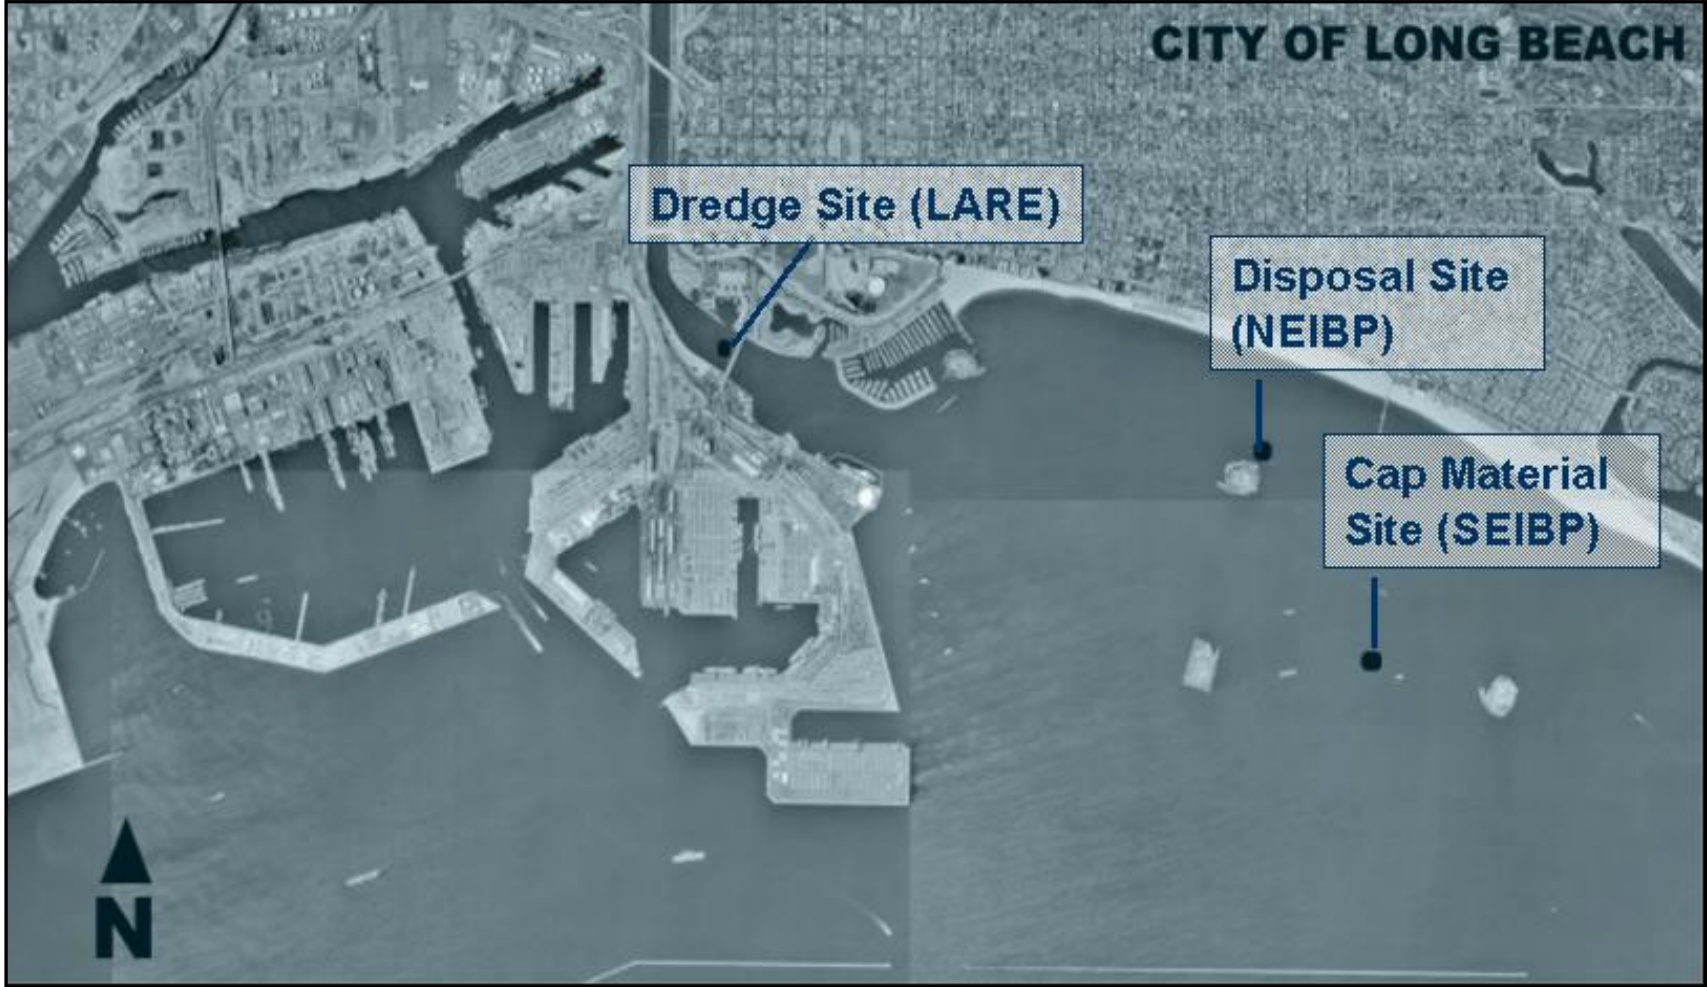 CITY OF LONG BEACH
Dredge Site (LARE)
Disposal Site
(NEIBP)
Cap Material
Site (SEIBP)
N